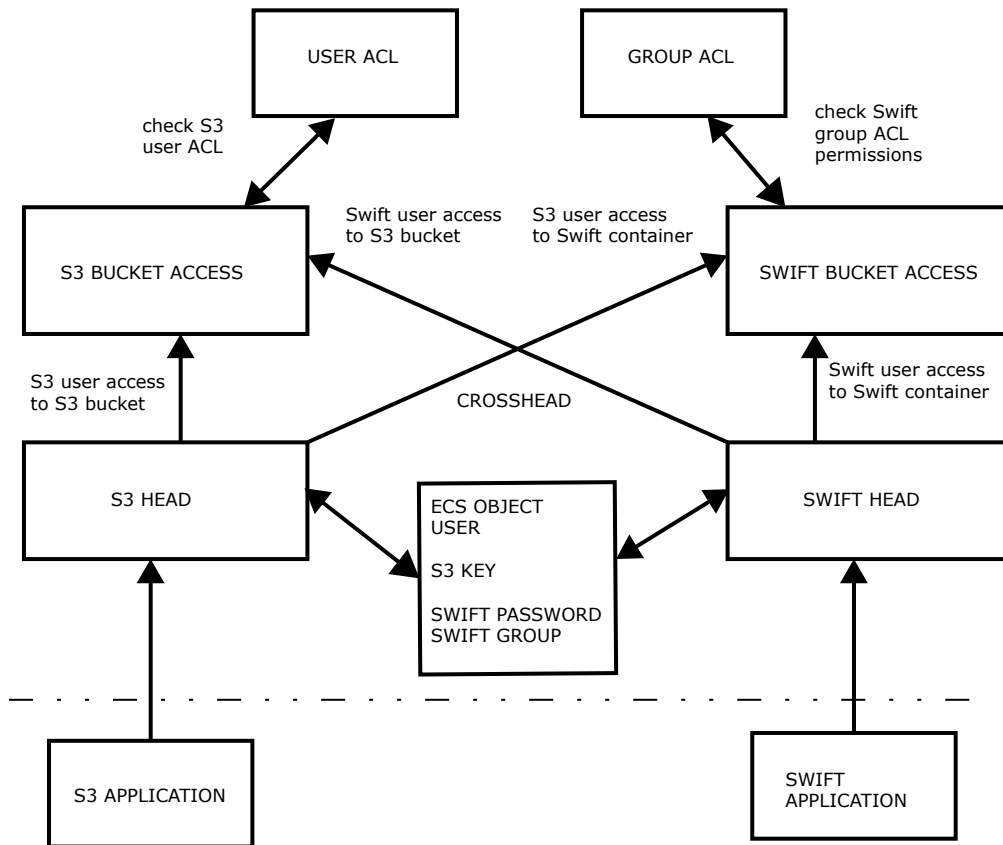 USER ACL
GROUP ACL
check S3
user ACL
check Swift
group ACL
permissions
Swift user access
to S3 bucket
S3 user access
to Swift container
S3 BUCKET ACCESS
SWIFT BUCKET ACCESS
S3 user access
to S3 bucket
Swift user access
to Swift container
CROSSHEAD
S3 HEAD
SWIFT HEAD
ECS OBJECT
USER
S3 KEY
SWIFT PASSWORD
SWIFT GROUP
S3 APPLICATION
SWIFT
APPLICATION